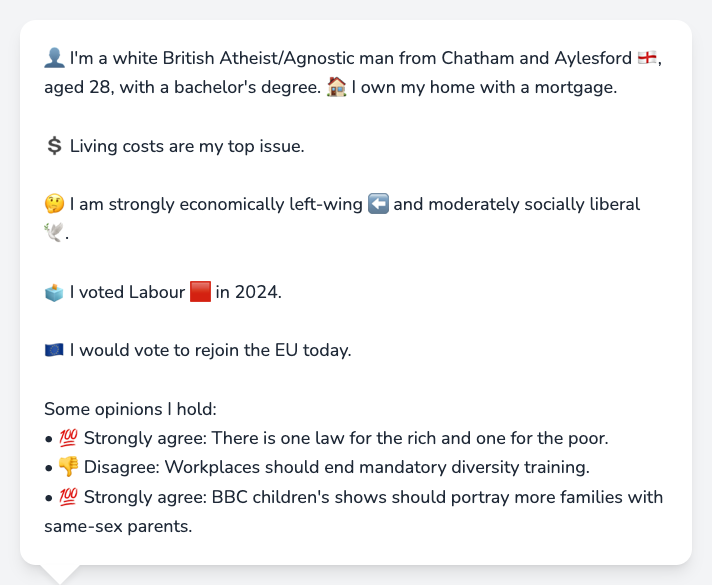 👤 I'm a white British Atheist/Agnostic man from Chatham and Aylesford 🏴󠁧󠁢󠁥󠁮󠁧󠁿,
aged 28, with a bachelor's degree. 🏠 I own my home with a mortgage.
💲 Living costs are my top issue.
🤔 I am strongly economically left-wing ⬅️ and moderately socially liberal
🕊️.
🗳️ I voted Labour 🟥 in 2024.
🇪🇺 I would vote to rejoin the EU today.
Some opinions I hold:
• 💯 Strongly agree: There is one law for the rich and one for the poor.
• 👎 Disagree: Workplaces should end mandatory diversity training.
• 💯 Strongly agree: BBC children's shows should portray more families with
same-sex parents.